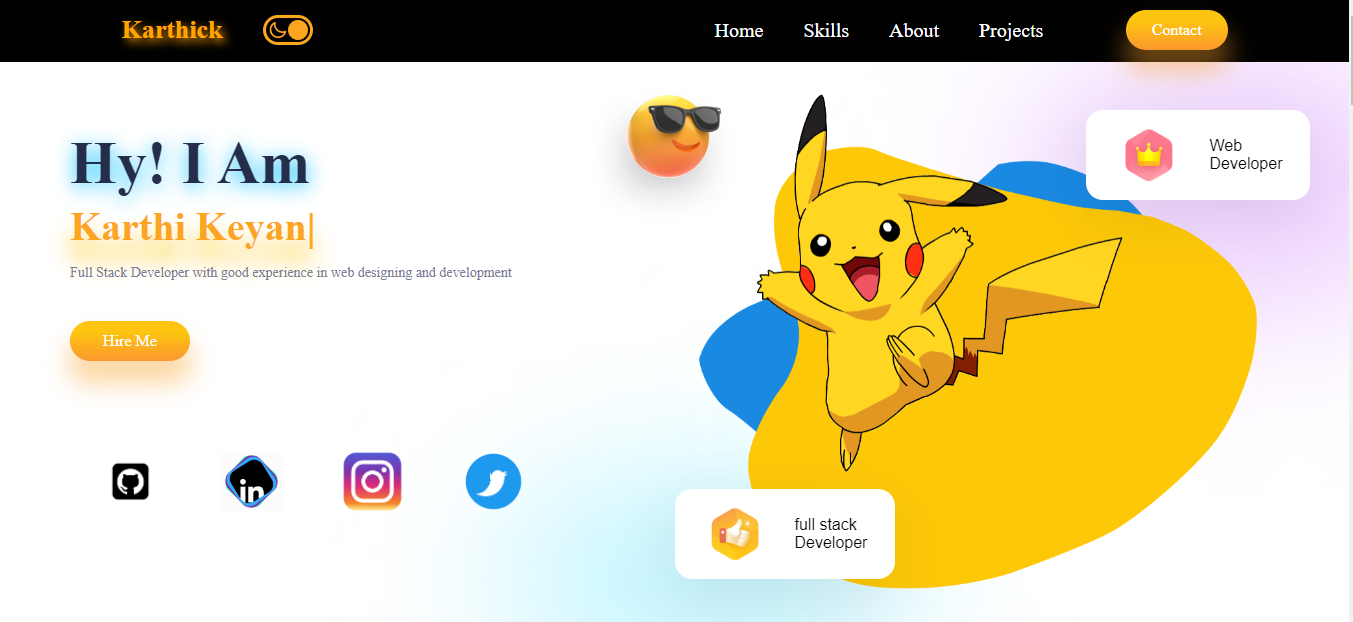 Karthick
Home Skills About Projects Contact
Hy! I Am
Karthi Keyan|
Full Stack Developer with good experience in web designing and development
Hire Me
Web
Developer
in
full stack
Developer